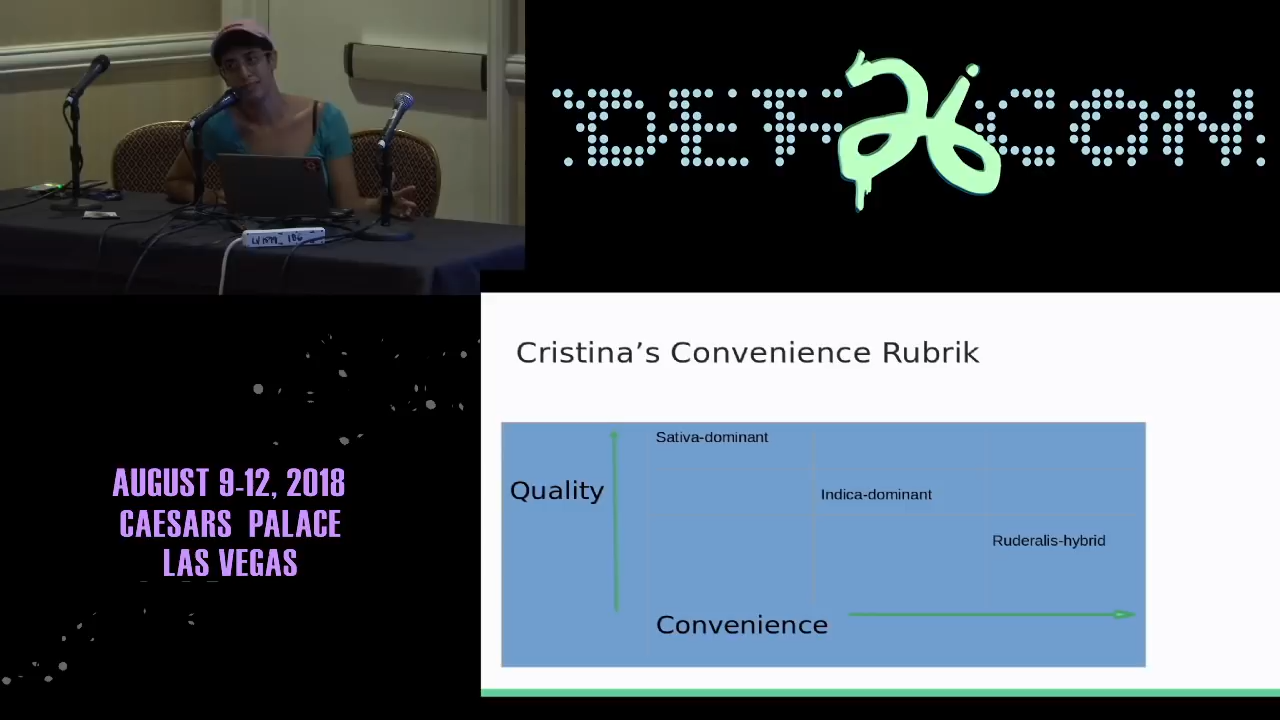 DEF 26 CON
Cristina’s Convenience Rubrik
Sativa-dominant
Quality
Indica-dominant
Ruderalis-hybrid
Convenience
AUGUST 9-12, 2018
CAESARS PALACE
LAS VEGAS